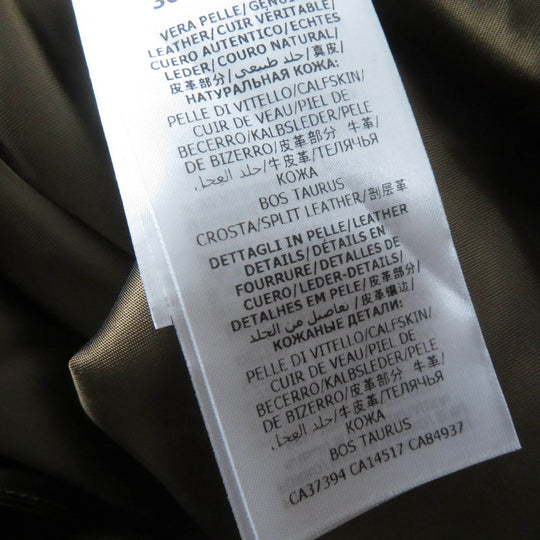 VERA PELLE/GENUINE
LEATHER/CUIR VÉRITABLE/
CUERO AUTENTICO/ECHTES
LEDER/COURO NATURAL/
皮革部分/جلد طبيعي/真皮/
НАТУРАЛЬНАЯ КОЖА:
PELLE DI VITELLO/CALFSKIN/
CUIR DE VEAU/PIEL DE
BECERRO/KALBSLEDER/PELE
DE BIZERRO/皮革部分 牛革/
جلد العجل/牛皮革/ТЕЛЯЧЬЯ
КОЖА
BOS TAURUS
CROSTA/SPLIT LEATHER/剖层革
DETTAGLI IN PELLE/LEATHER
DETAILS/DÉTAILS EN
FOURRURE/DETALLES DE
CUERO/LEDER-DETAILS/
DETALHES EM PELE/皮革部分/
تفاصيل من الجلد/皮革镶边/
КОЖАНЫЕ ДЕТАЛИ:
PELLE DI VITELLO/CALFSKIN/
CUIR DE VEAU/PIEL DE
BECERRO/KALBSLEDER/PELE
DE BIZERRO/皮革部分 牛革/
جلد العجل/牛皮革/ТЕЛЯЧЬЯ
КОЖА
BOS TAURUS
CA37394 CA14517 CA84937